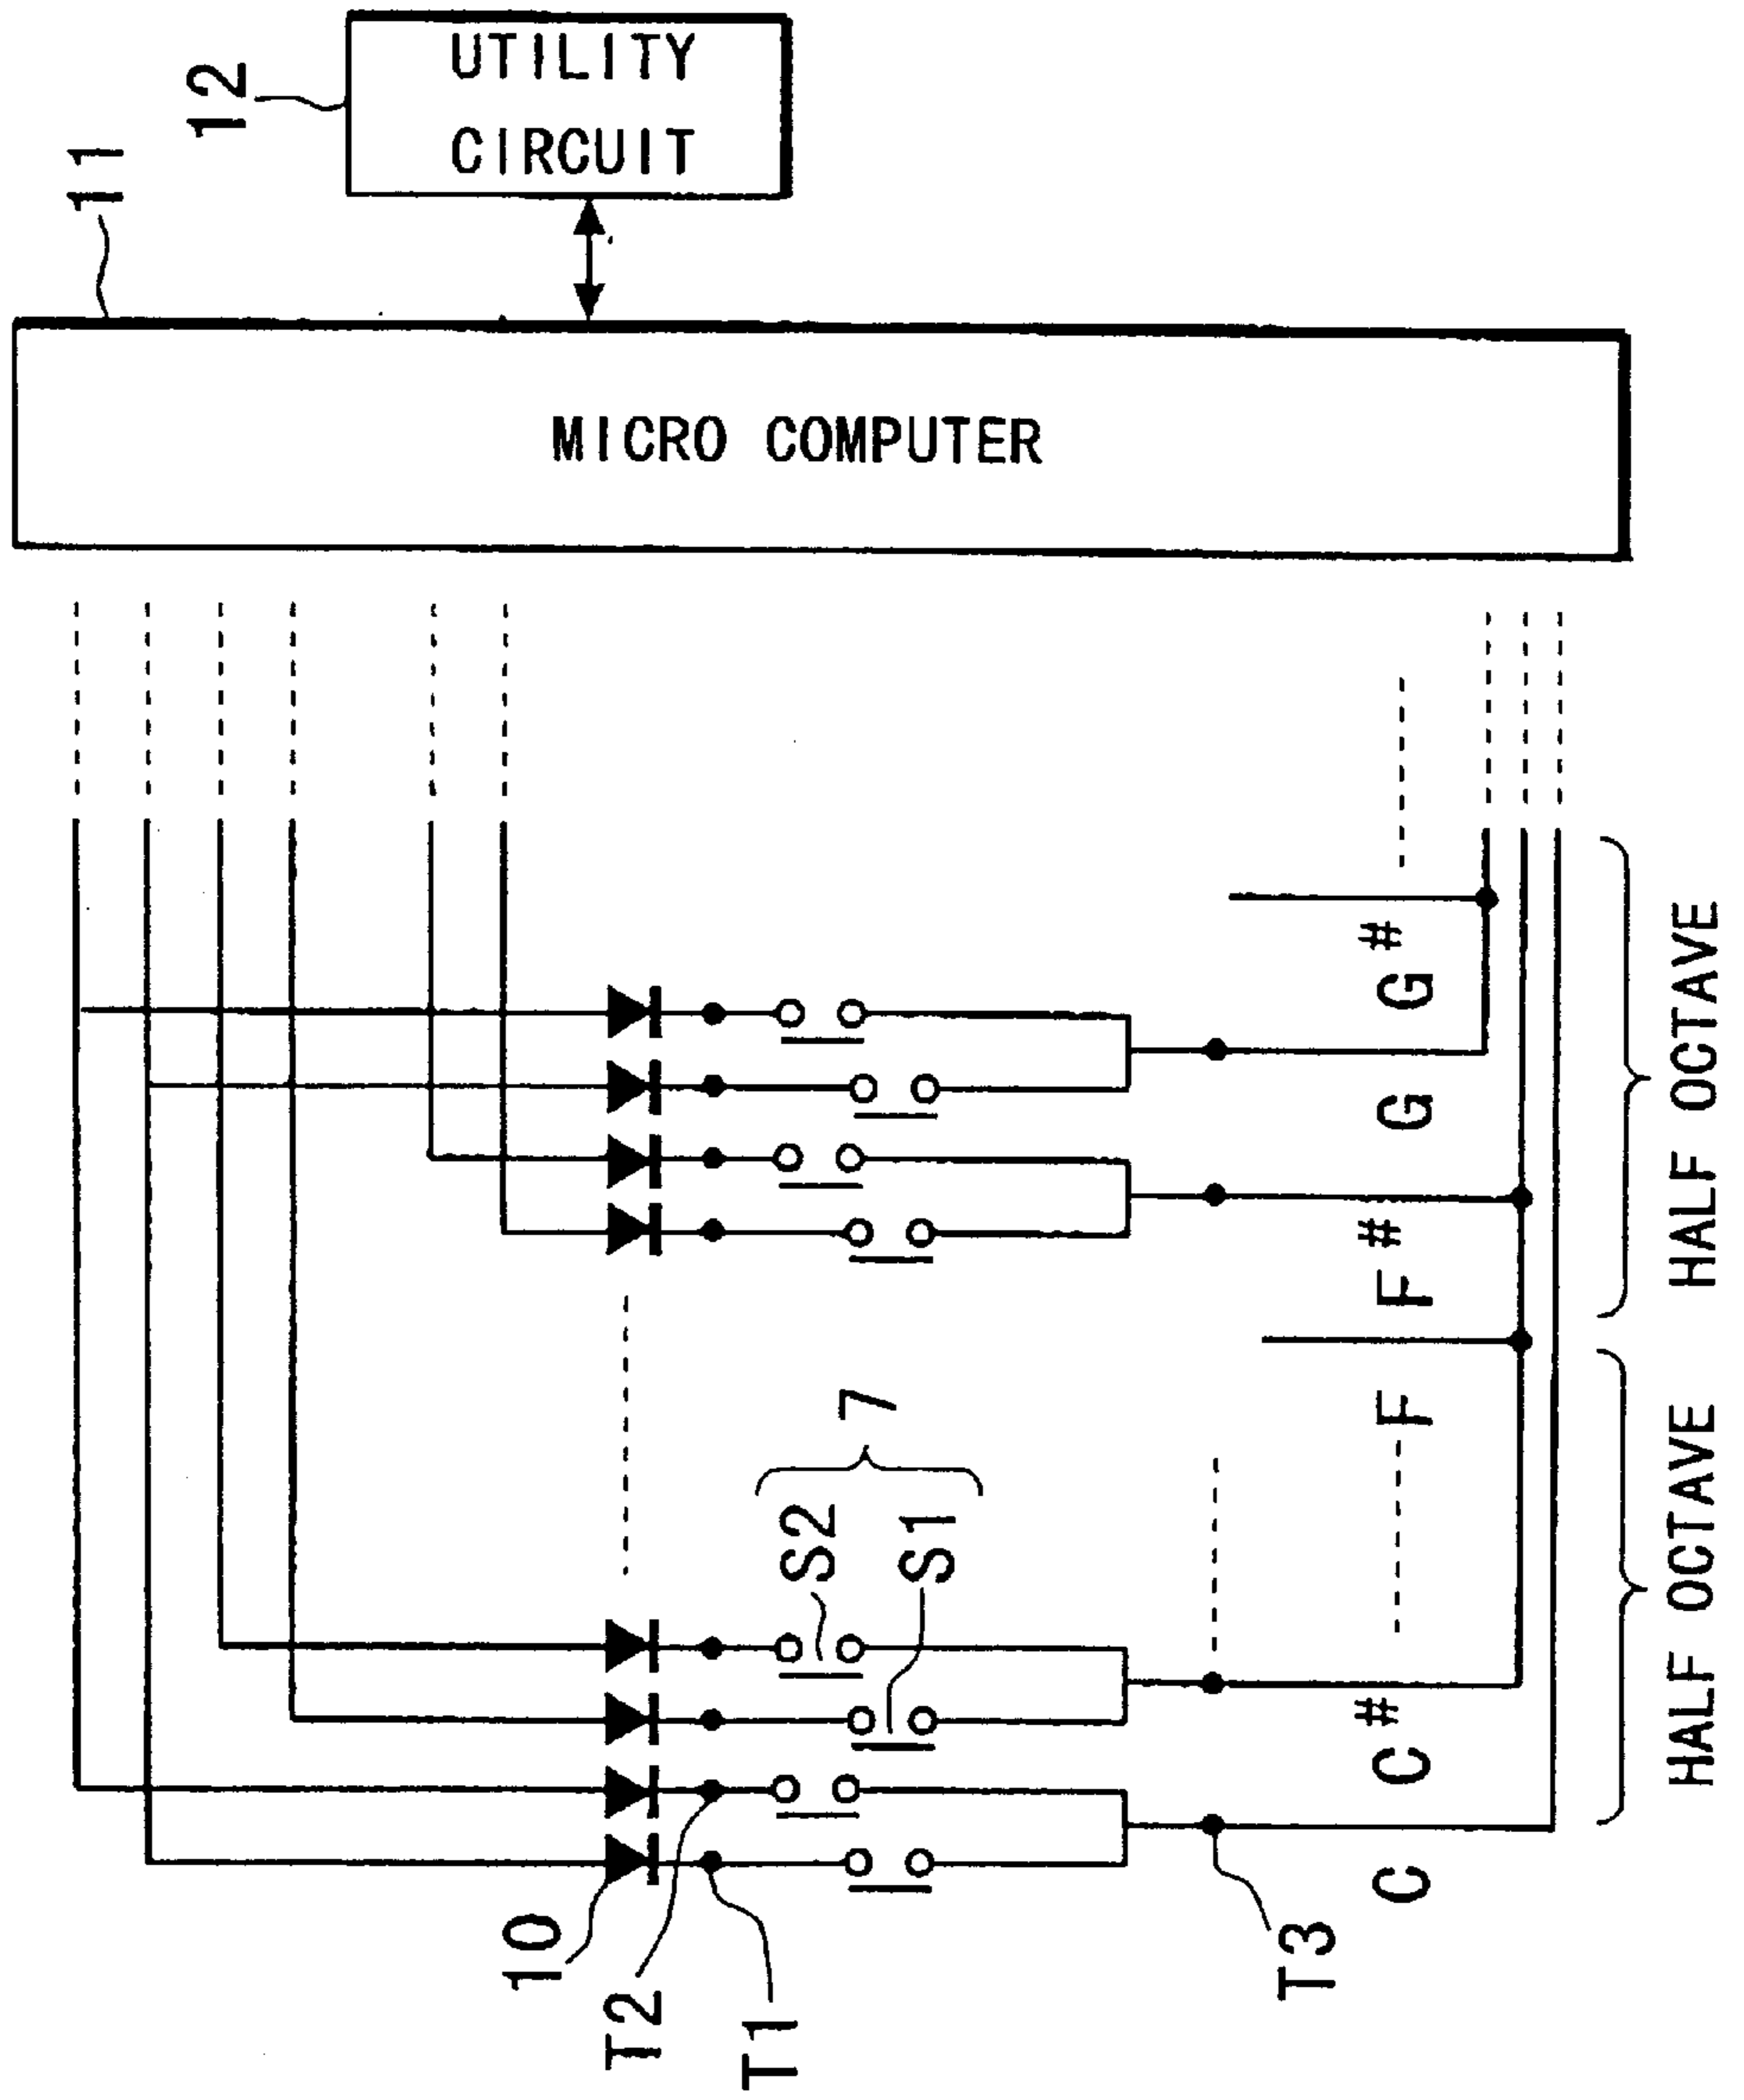 11
12
UTILITY
CIRCUIT
MICRO COMPUTER
10
T2
T1
T3
S2
S1
7
C C# F F# G G#
HALF OCTAVE HALF OCTAVE